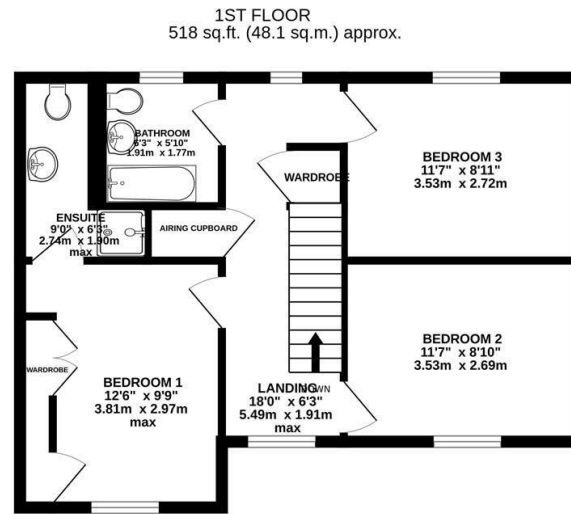 1ST FLOOR
518 sq.ft. (48.1 sq.m.) approx.
BATHROOM
6'3" x 5'10"
1.91m x 1.77m
WARDROBE
BEDROOM 3
11'7" x 8'11"
3.53m x 2.72m
ENSUITE
9'0" x 6'3"
2.74m x 1.90m
max
AIRING CUPBOARD
BEDROOM 2
11'7" x 8'10"
3.53m x 2.69m
WARDROBE
BEDROOM 1
12'6" x 9'9"
3.81m x 2.97m
max
DOWN
LANDING
18'0" x 6'3"
5.49m x 1.91m
max